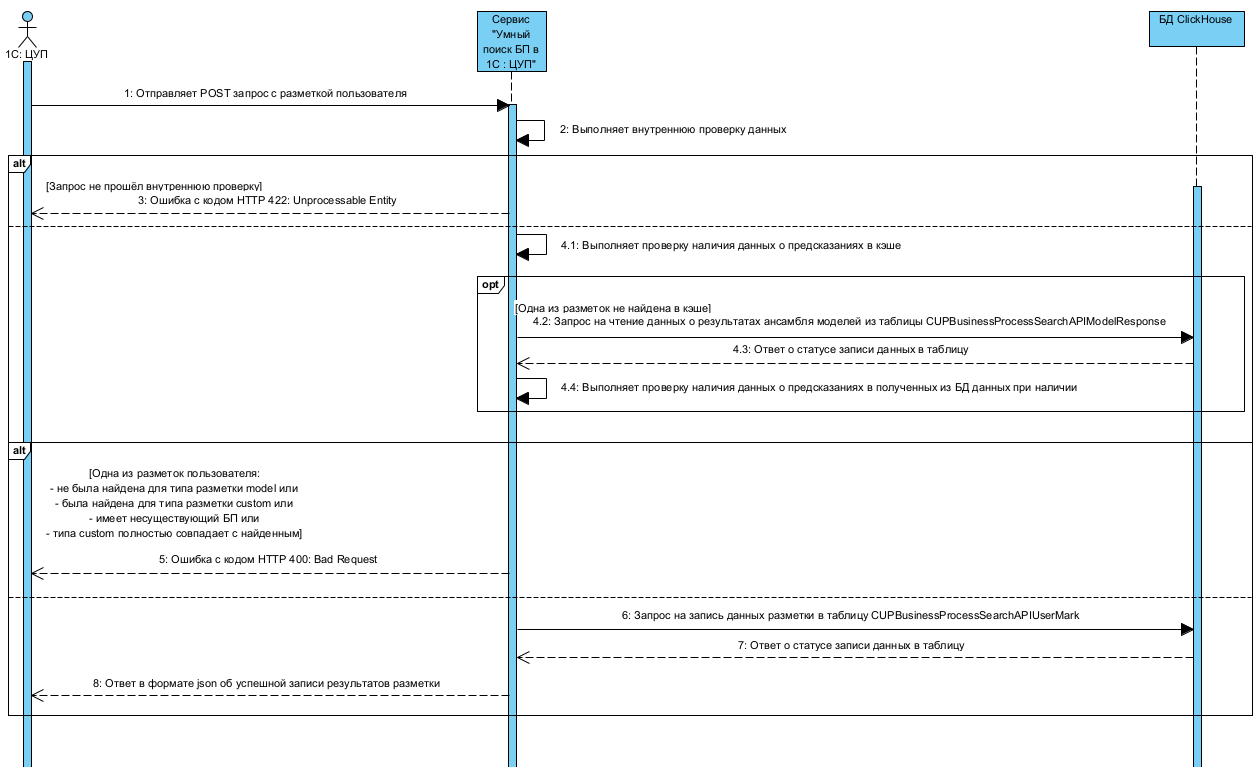 1С: ЦУП
Сервис
"Умный
поиск БП в
1С : ЦУП"
БД ClickHouse
1: Отправляет POST запрос с разметкой пользователя
2: Выполняет внутреннюю проверку данных
alt
[Запрос не прошёл внутреннюю проверку]
3: Ошибка с кодом HTTP 422: Unprocessable Entity
4.1: Выполняет проверку наличия данных о предсказаниях в кэше
opt
[Одна из разметок не найдена в кэше]
4.2: Запрос на чтение данных о результатах ансамбля моделей из таблицы CUPBusinessProcessSearchAPIModelResponse
4.3: Ответ о статусе записи данных в таблицу
4.4: Выполняет проверку наличия данных о предсказаниях в полученных из БД данных при наличии
alt
[Одна из разметок пользователя:
- не была найдена для типа разметки model или
- была найдена для типа разметки custom или
- имеет несуществующий БП или
- типа custom полностью совпадает с найденным]
5: Ошибка с кодом HTTP 400: Bad Request
6: Запрос на запись данных разметки в таблицу CUPBusinessProcessSearchAPIUserMark
7: Ответ о статусе записи данных в таблицу
8: Ответ в формате json об успешной записи результатов разметки